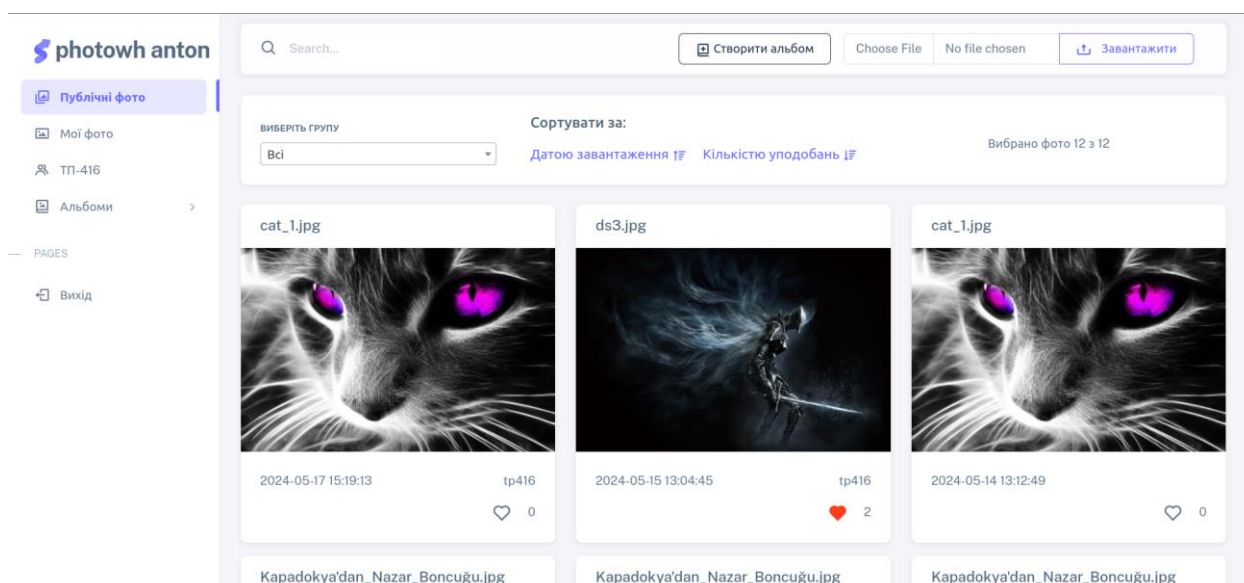 photowh anton
Search...
Створити альбом
Choose File No file chosen
Завантажити
Публічні фото
Мої фото
ТП-416
Альбоми
PAGES
Вихід
ВИБЕРІТЬ ГРУПУ
Всі
Сортувати за:
Датою завантаження Кількістю уподобань
Вибрано фото 12 з 12
cat_1.jpg
2024-05-17 15:19:13 tp416
0
ds3.jpg
2024-05-15 13:04:45 tp416
2
cat_1.jpg
2024-05-14 13:12:49
0
Kapadokya'dan_Nazar_Boncuğu.jpg
Kapadokya'dan_Nazar_Boncuğu.jpg
Kapadokya'dan_Nazar_Boncuğu.jpg